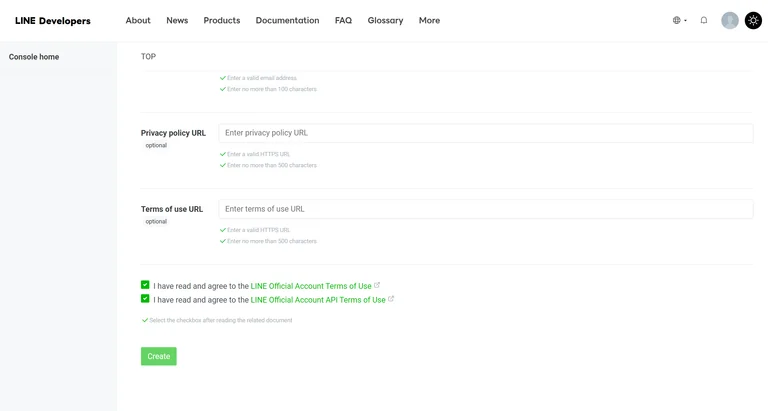 LINE Developers
About
News
Products
Documentation
FAQ
Glossary
More
Console home
TOP
Enter a valid email address
Enter no more than 100 characters
Privacy policy URL
optional
Enter privacy policy URL
Enter a valid HTTPS URL
Enter no more than 500 characters
Terms of use URL
optional
Enter terms of use URL
Enter a valid HTTPS URL
Enter no more than 500 characters
I have read and agree to the LINE Official Account Terms of Use
I have read and agree to the LINE Official Account API Terms of Use
Select the checkbox after reading the related document
Create